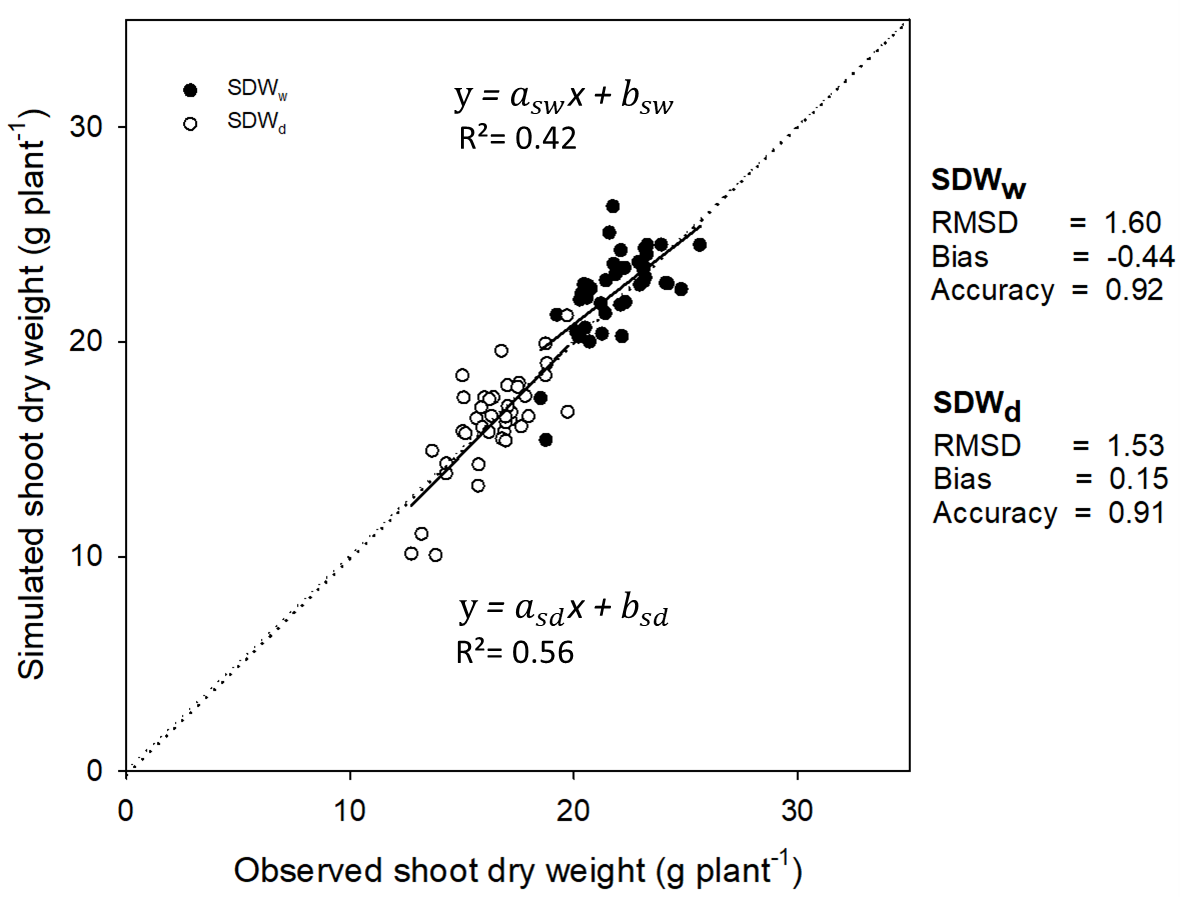 SDWw
SDWd
y = aswx + bsw
R²= 0.42
30
20
10
0
Simulated shoot dry weight (g plant-1)
y = asdx + bsd
R²= 0.56
0 10 20 30
Observed shoot dry weight (g plant-1)
SDWw
RMSD = 1.60
Bias = -0.44
Accuracy = 0.92
SDWd
RMSD = 1.53
Bias = 0.15
Accuracy = 0.91